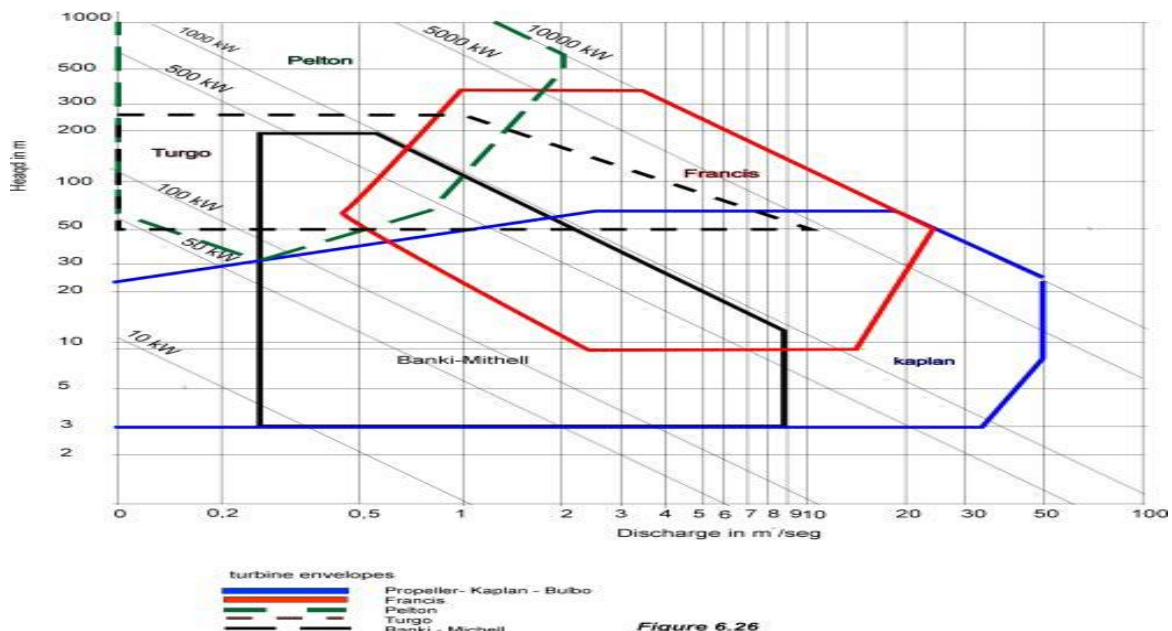 1000
500
300
200
100
50
30
20
10
5
3
2
Heaqd in m
1000 kW
500 kW
100 kW
50 kW
10 kW
5000 kW
10000 kW
Pelton
Turgo
Francis
Banki-Mithell
kaplan
0 0,2 0,5 1 2 3 4 5 6 7 8 910 20 30 50 100
Discharge in m³/seg
turbine envelopes
Propeller- Kaplan - Bulbo
Francis
Pelton
Turgo
Banki - Michell
Figure 6.26